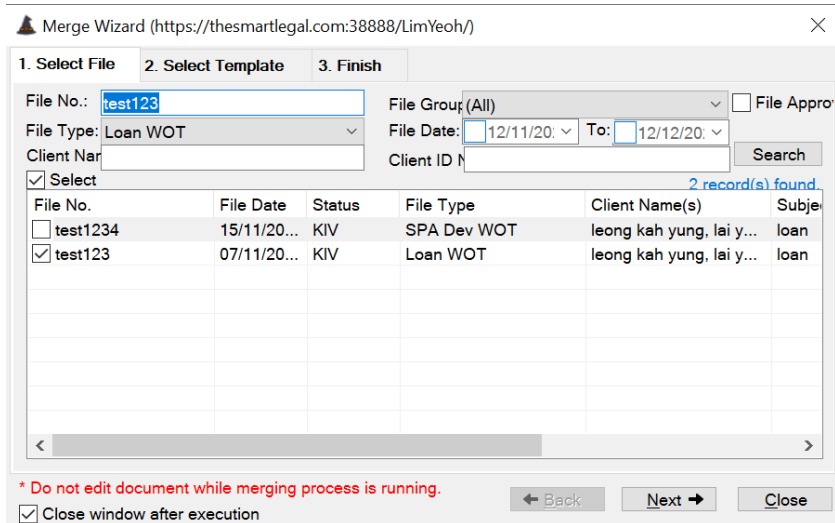 Merge Wizard (https://thesmartlegal.com:38888/LimYeoh/)
1. Select File 2. Select Template 3. Finish
File No.: test123 File Group (All) File Appro
File Type: Loan WOT File Date: 12/11/20 To: 12/12/20
Client Nar Client ID N Search
Select 2 record(s) found.
File No. File Date Status File Type Client Name(s) Subje
test1234 15/11/20... KIV SPA Dev WOT leong kah yung, lai y... loan
test123 07/11/20... KIV Loan WOT leong kah yung, lai y... loan
* Do not edit document while merging process is running.
Back Next Close
Close window after execution